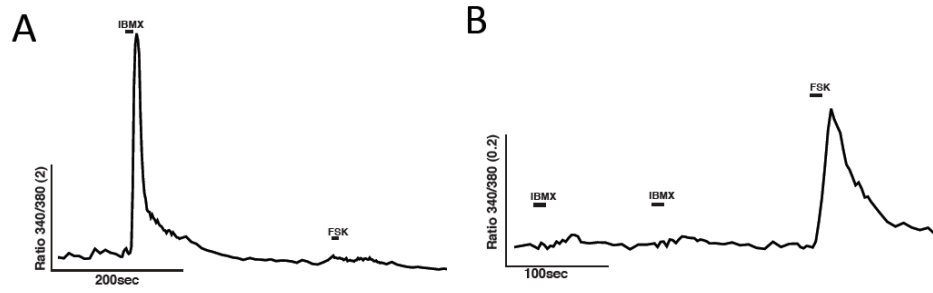 A
IBMX
FSK
Ratio 340/380 (2)
200sec
B
FSK
IBMX
IBMX
Ratio 340/380 (0.2)
100sec